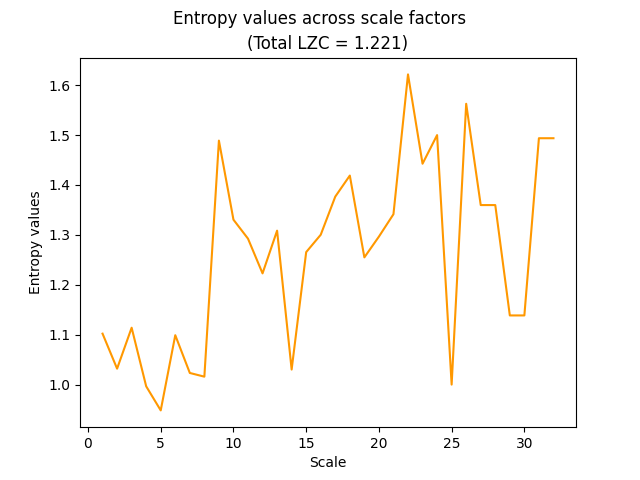 Entropy values across scale factors
(Total LZC = 1.221)
1.6
1.5
1.4
1.3
1.2
1.1
1.0
Entropy values
0 5 10 15 20 25 30
Scale